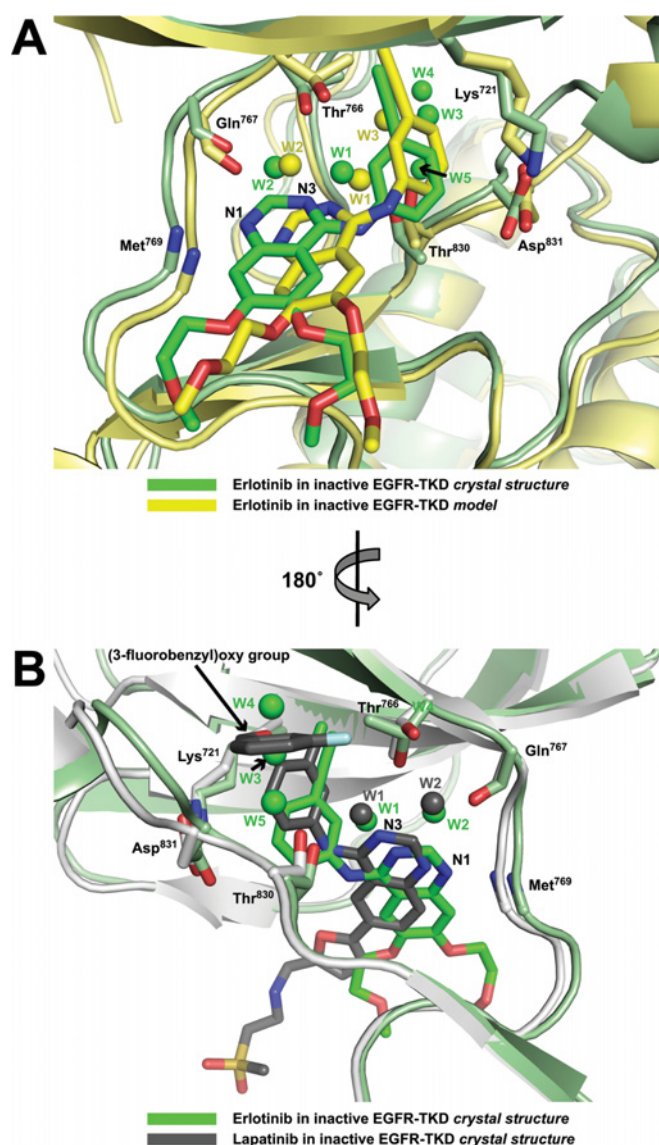 A
W4
Lys⁷²¹
Thr⁷⁶⁶
W3
Gln⁷⁶⁷
W3
W2
W1
W2
N3
W5
W1
N1
Met⁷⁶⁹
Thr⁸³⁰
Asp⁸³¹
Erlotinib in inactive EGFR-TKD crystal structure
Erlotinib in inactive EGFR-TKD model
180°
B
(3-fluorobenzyl)oxy group
W4
Thr⁷⁶⁶
W4
Lys⁷²¹
Gln⁷⁶⁷
W3
W1
W2
W5
W1
W2
N3
Asp⁸³¹
N1
Thr⁸³⁰
Met⁷⁶⁹
Erlotinib in inactive EGFR-TKD crystal structure
Lapatinib in inactive EGFR-TKD crystal structure